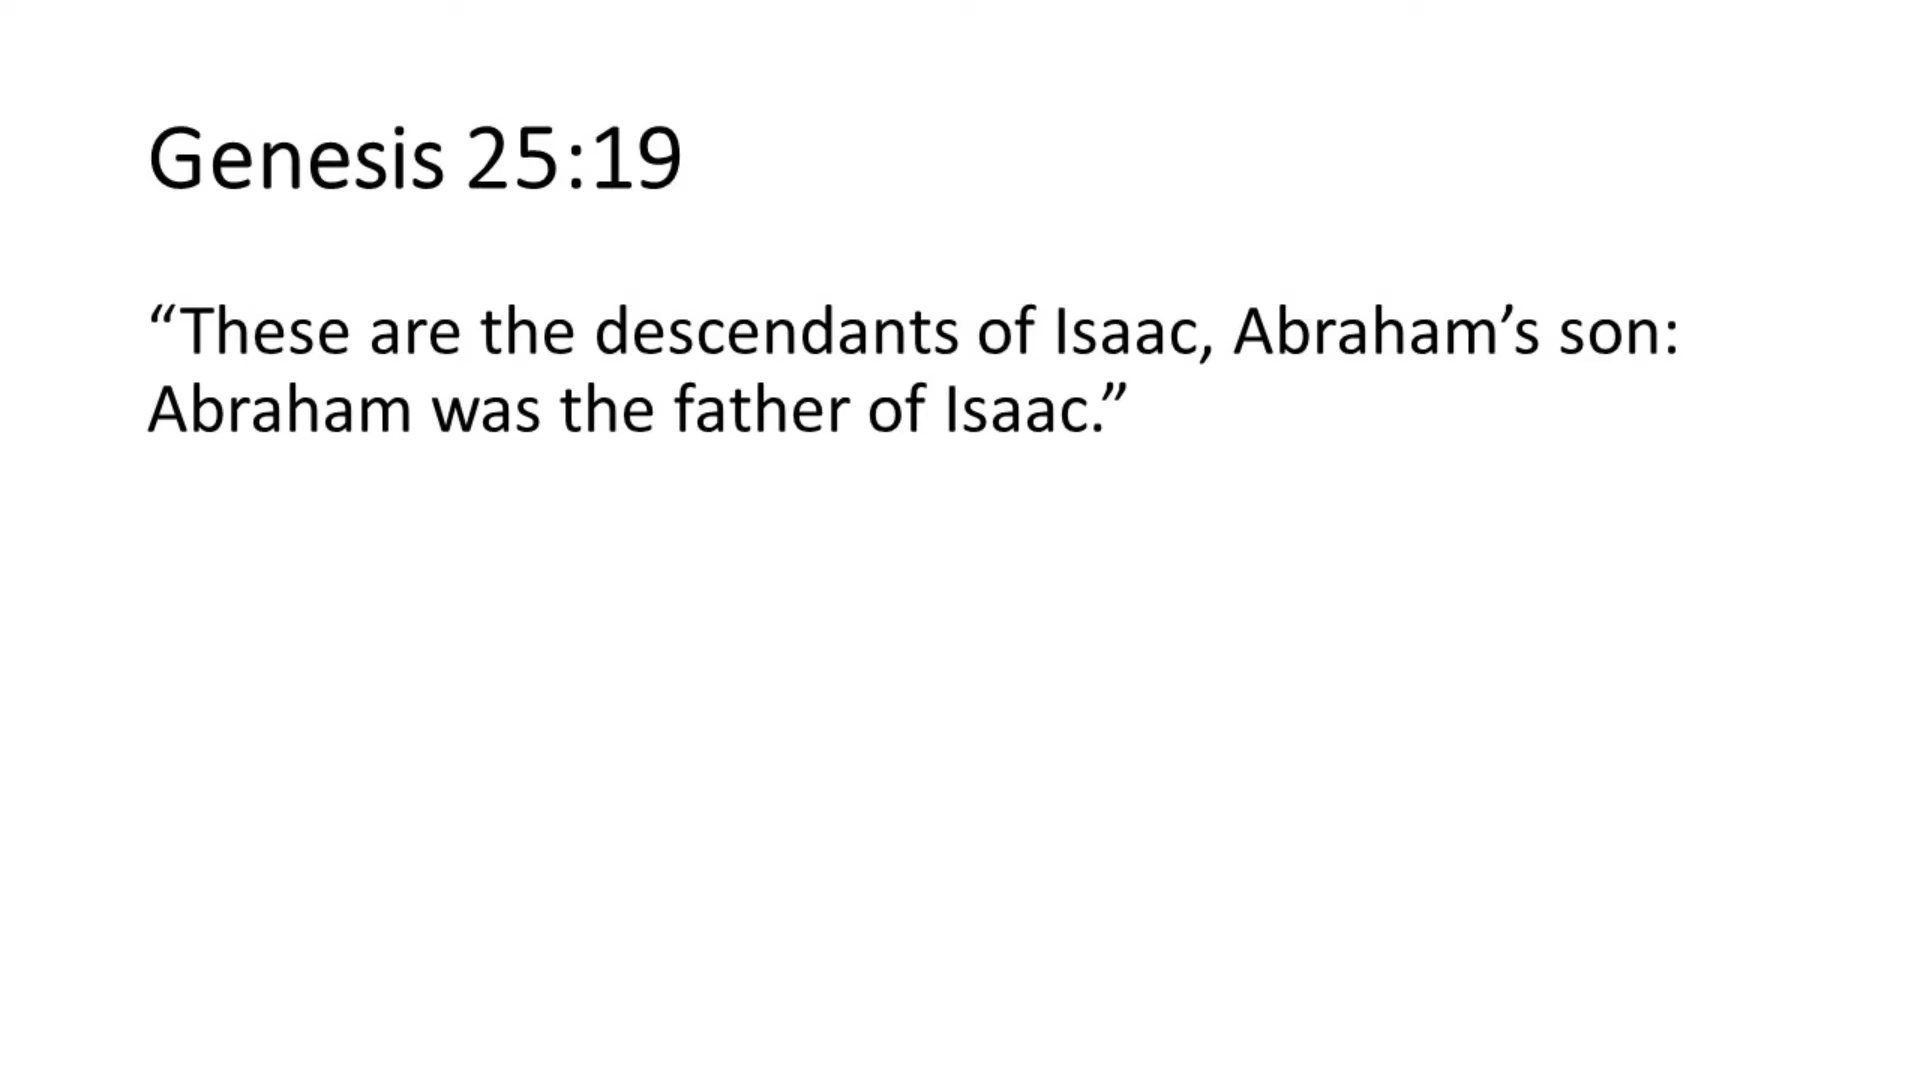 Genesis 25:19
“These are the descendants of Isaac, Abraham’s son:
Abraham was the father of Isaac.”